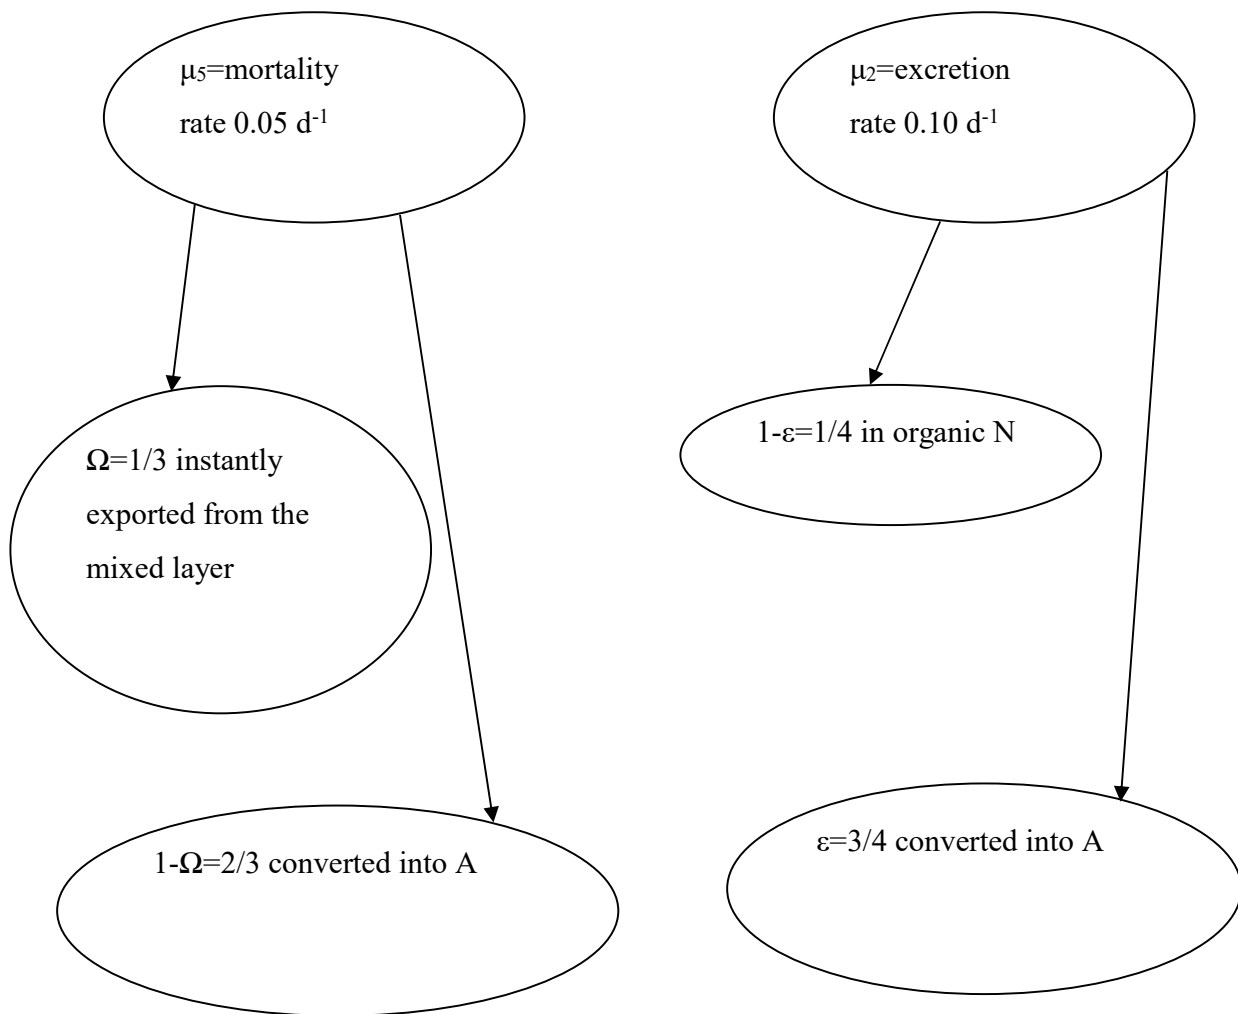 μ₅=mortality
rate 0.05 d⁻¹
μ₂=excretion
rate 0.10 d⁻¹
Ω=1/3 instantly
exported from the
mixed layer
1-ε=1/4 in organic N
1-Ω=2/3 converted into A
ε=3/4 converted into A